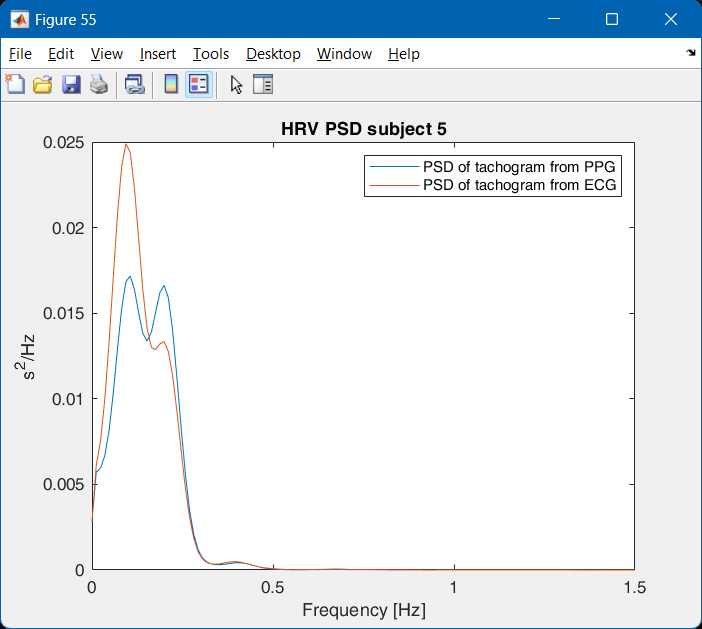 Figure 55
File Edit View Insert Tools Desktop Window Help
HRV PSD subject 5
PSD of tachogram from PPG
PSD of tachogram from ECG
0.025
0.02
0.015
0.01
0.005
0
s²/Hz
0 0.5 1 1.5
Frequency [Hz]